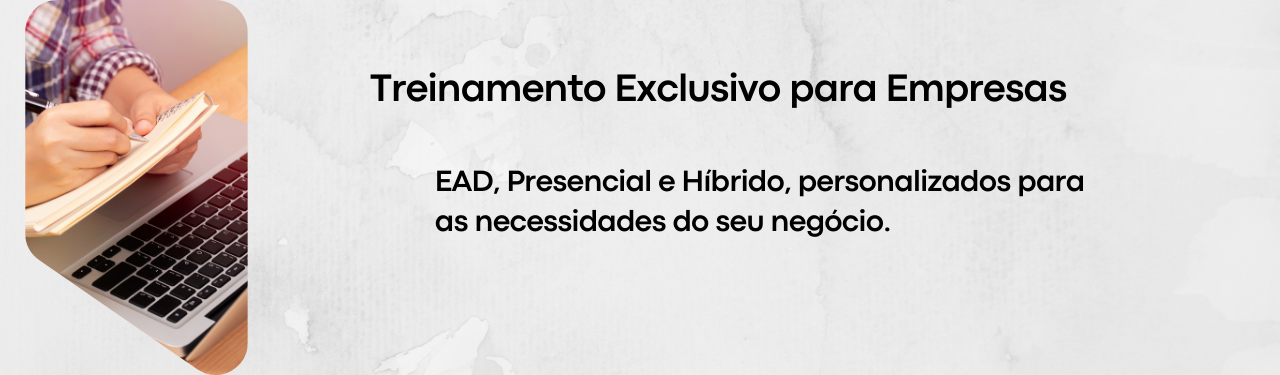 Treinamento Exclusivo para Empresas
EAD, Presencial e Híbrido, personalizados para
as necessidades do seu negócio.